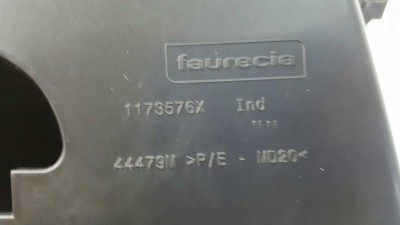 faurecia
1173576X Ind
44479M >P/E - MD20<